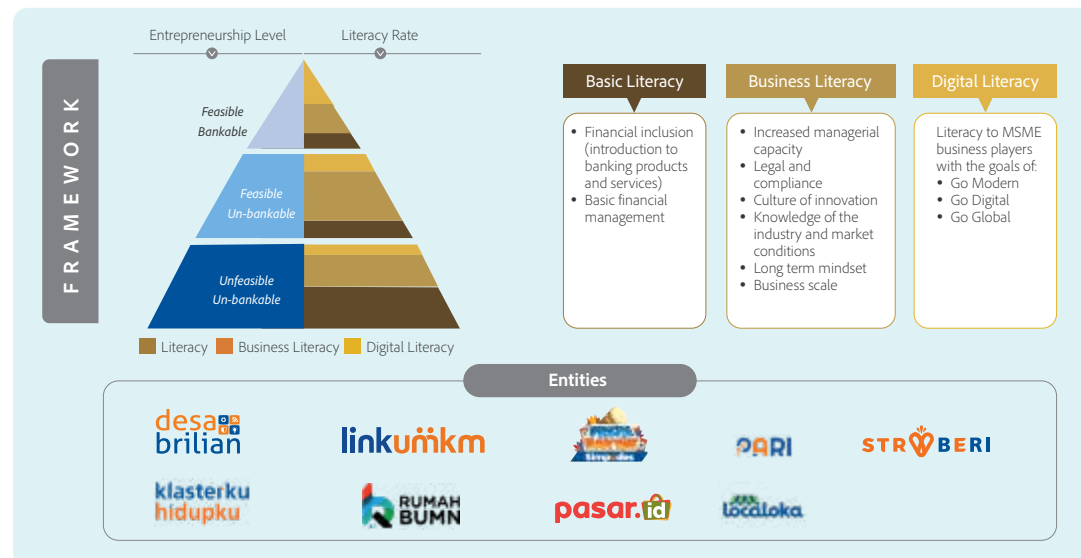 FRAMEWORK
Entrepreneurship Level
Literacy Rate
Feasible
Bankable
Feasible
Un-bankable
Unfeasible
Un-bankable
Literacy
Business Literacy
Digital Literacy
Basic Literacy
• Financial inclusion
(introduction to
banking products
and services)
• Basic financial
management
Business Literacy
• Increased managerial
capacity
• Legal and
compliance
• Culture of innovation
• Knowledge of the
industry and market
conditions
• Long term mindset
• Business scale
Digital Literacy
Literacy to MSME
business players
with the goals of:
• Go Modern
• Go Digital
• Go Global
Entities
desa
brilian
linkumkm
PARI
STRBERI
klasterku
hidupku
RUMAH
BUMN
pasar.id
localoka